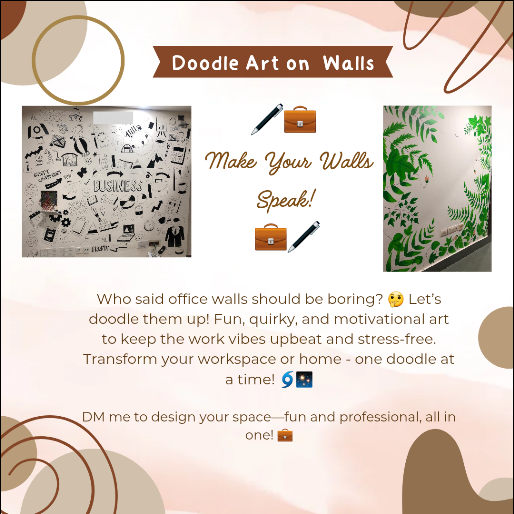 Doodle Art on Walls
BUSINESS
Make Your Walls
Speak!
Who said office walls should be boring? 🤔 Let’s
doodle them up! Fun, quirky, and motivational art
to keep the work vibes upbeat and stress-free.
Transform your workspace or home - one doodle at
a time! 🌀🎆
DM me to design your space—fun and professional, all in
one! 💼